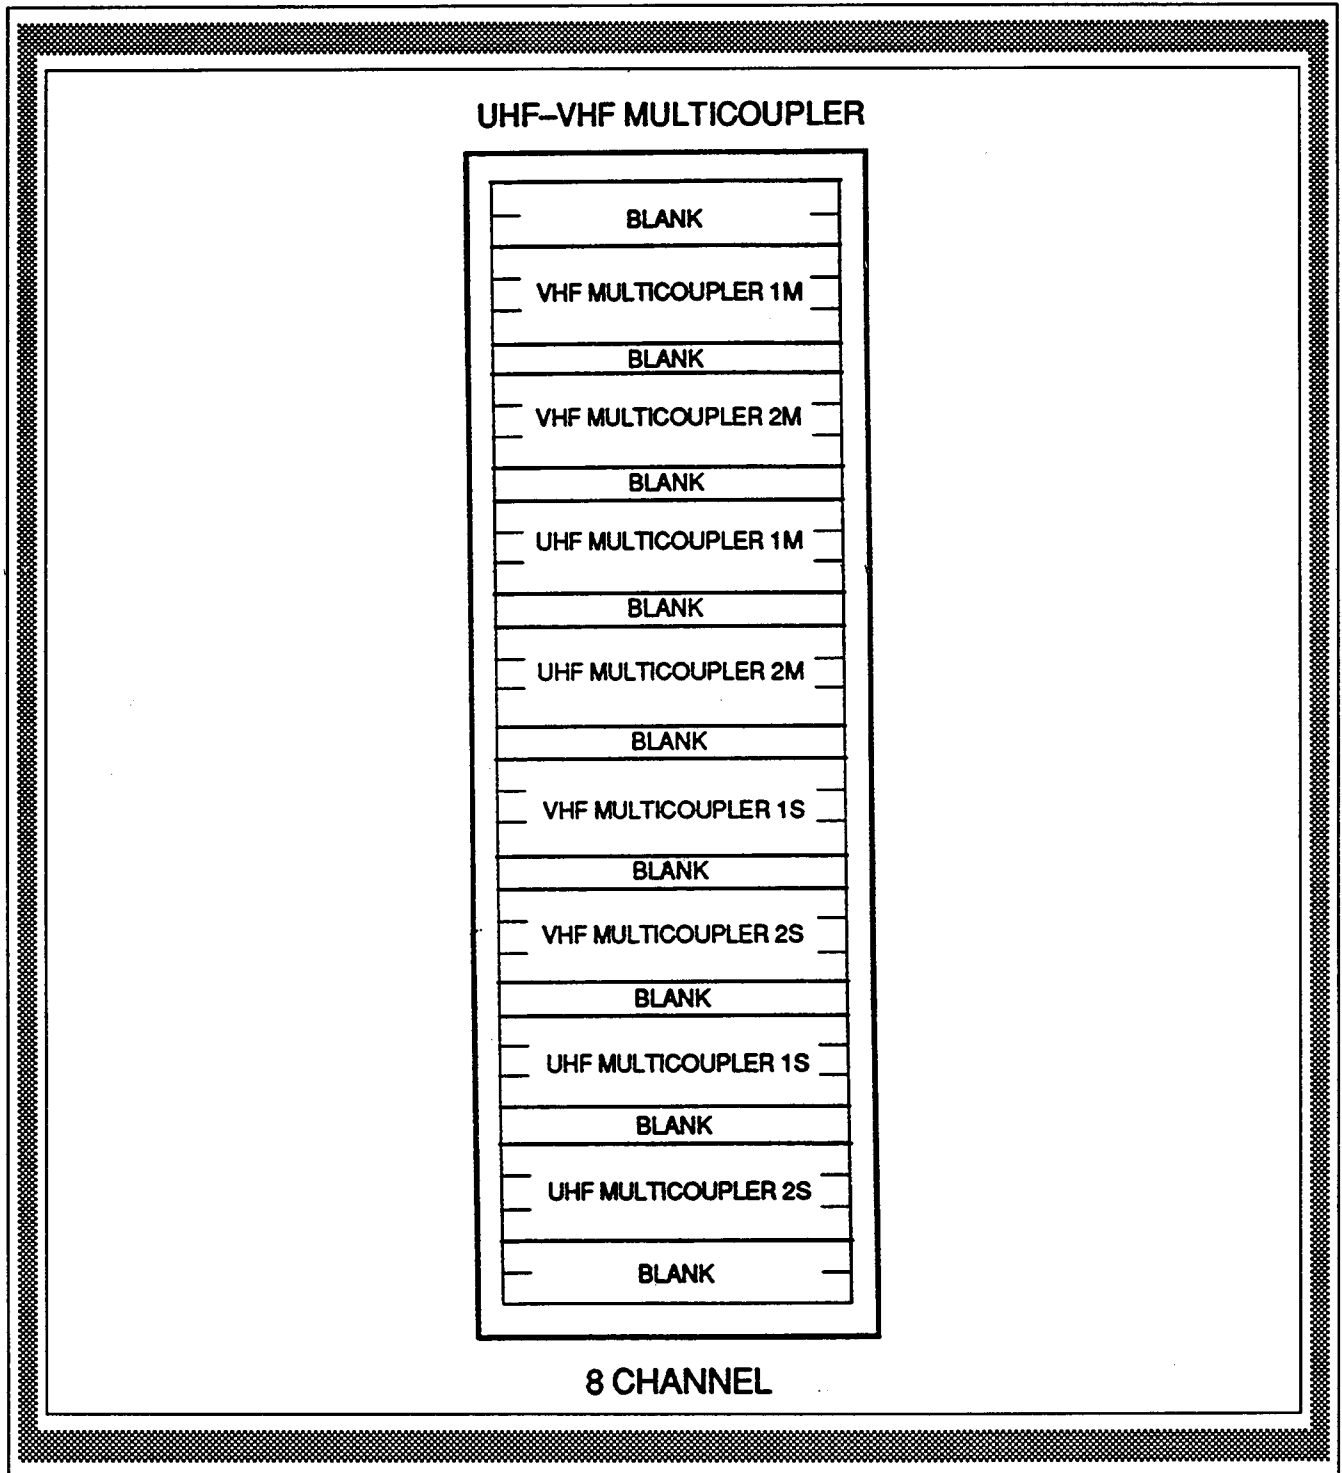 UHF–VHF MULTICOUPLER
BLANK
VHF MULTICOUPLER 1M
BLANK
VHF MULTICOUPLER 2M
BLANK
UHF MULTICOUPLER 1M
BLANK
UHF MULTICOUPLER 2M
BLANK
VHF MULTICOUPLER 1S
BLANK
VHF MULTICOUPLER 2S
BLANK
UHF MULTICOUPLER 1S
BLANK
UHF MULTICOUPLER 2S
BLANK
8 CHANNEL